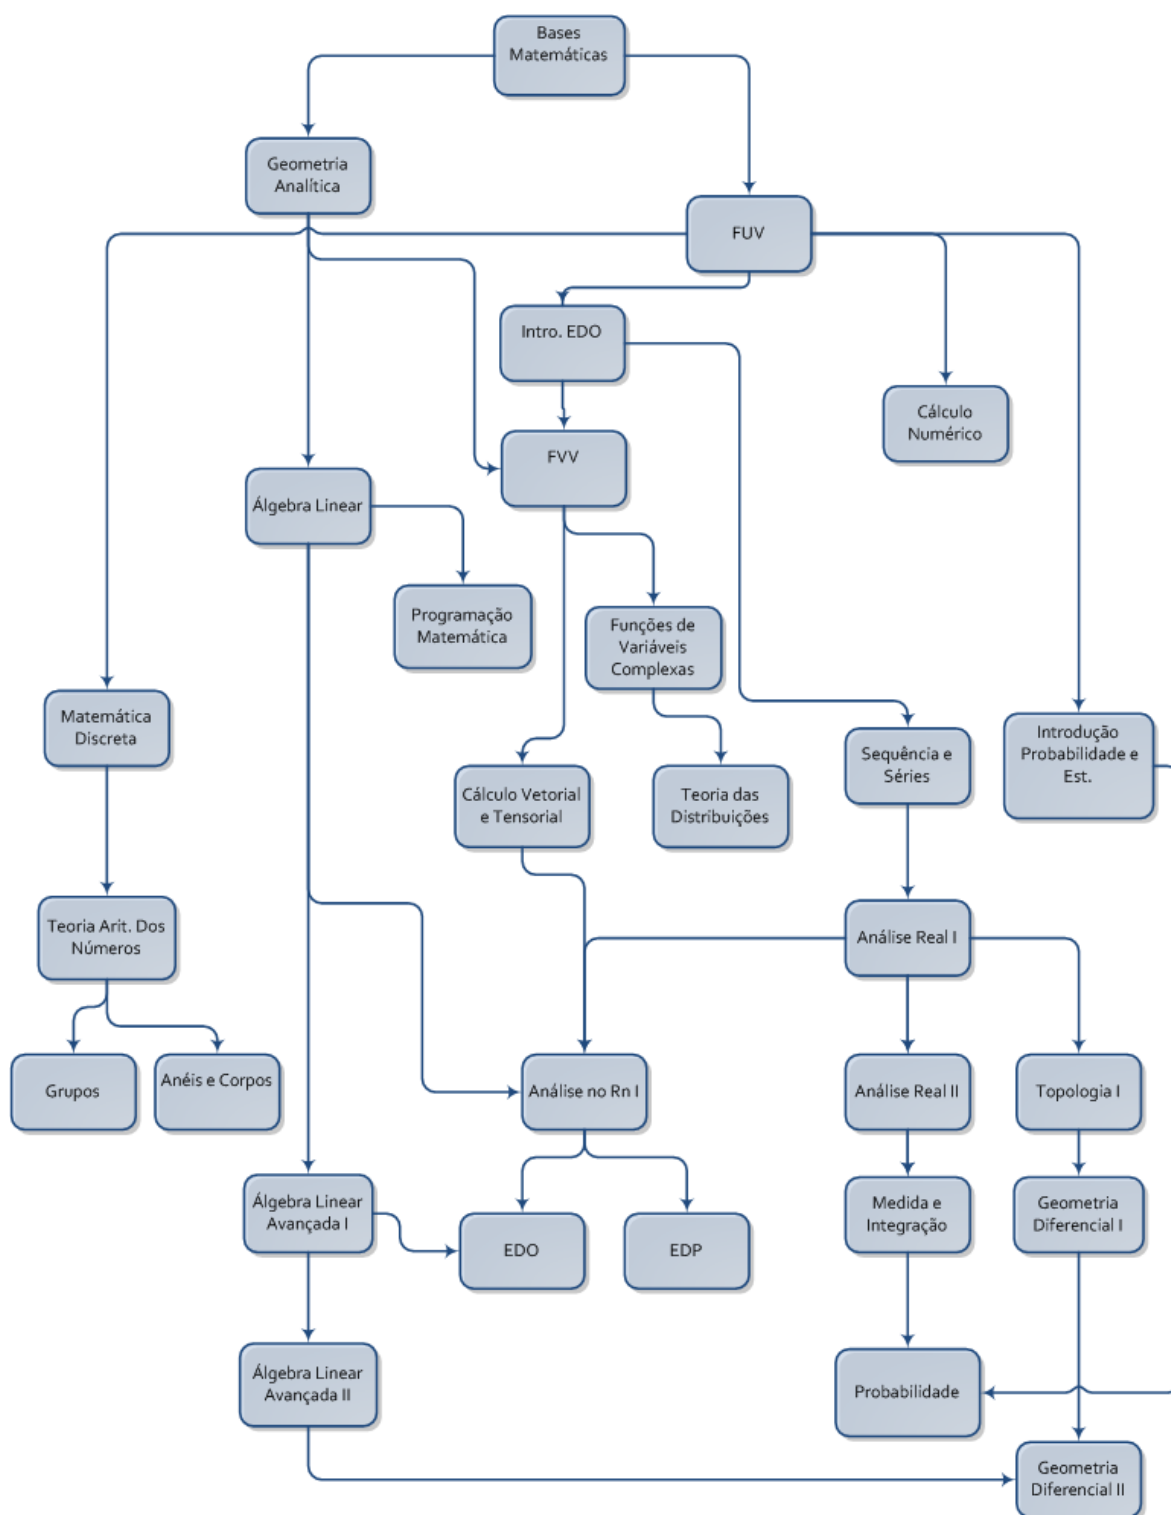 Bases
Matemáticas
Geometria
Analítica
FUV
Intro. EDO
Cálculo
Numérico
FVV
Álgebra Linear
Programação
Matemática
Funções de
Variáveis
Complexas
Matemática
Discreta
Sequência e
Séries
Introdução
Probabilidade e
Est.
Cálculo Vetorial
e Tensorial
Teoria das
Distribuições
Teoria Arit. Dos
Números
Análise Real I
Grupos
Anéis e Corpos
Análise no Rn I
Análise Real II
Topologia I
Álgebra Linear
Avançada I
EDO
EDP
Medida e
Integração
Geometria
Diferencial I
Álgebra Linear
Avançada II
Probabilidade
Geometria
Diferencial II